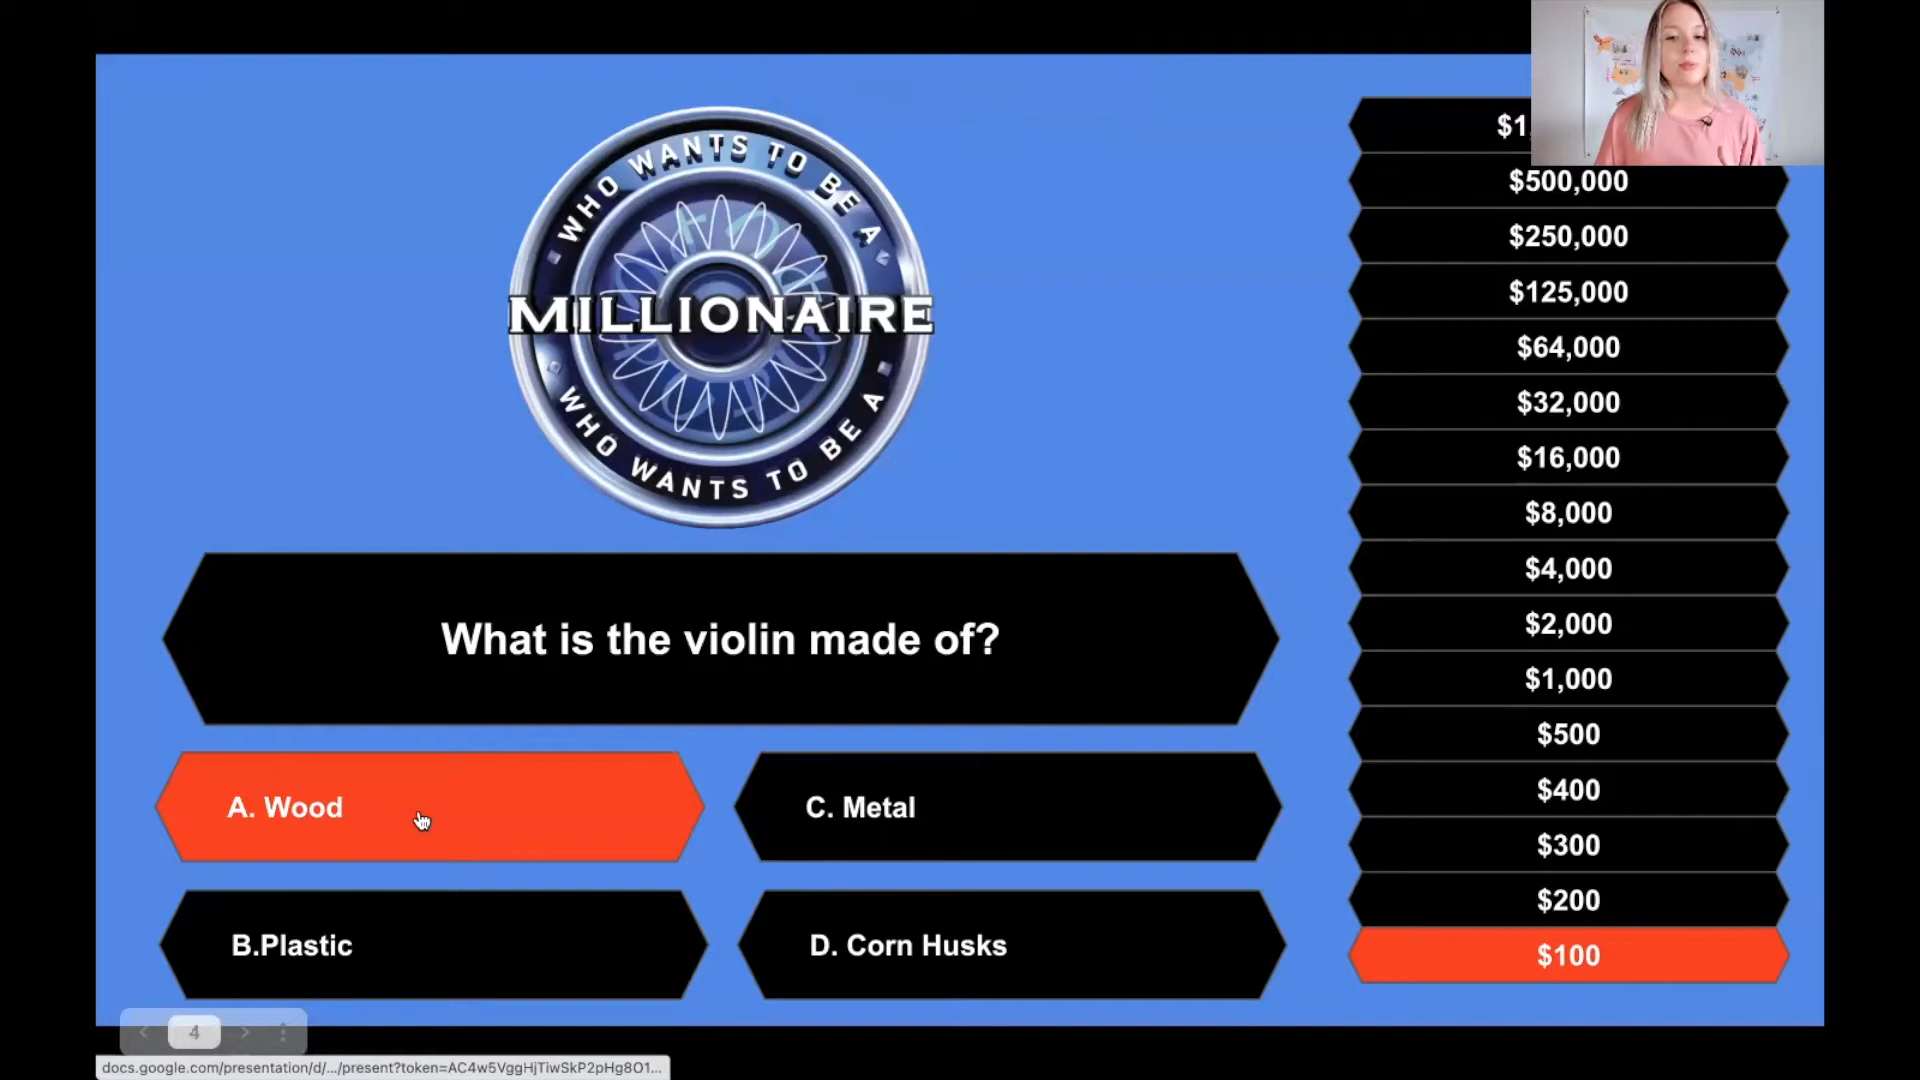 WHO WANTS TO BE A
MILLIONAIRE
WHO WANTS TO BE A
What is the violin made of?
A. Wood
C. Metal
B.Plastic
D. Corn Husks
$1,
$500,000
$250,000
$125,000
$64,000
$32,000
$16,000
$8,000
$4,000
$2,000
$1,000
$500
$400
$300
$200
$100
4
docs.google.com/presentation/d/.../present?token=AC4w5VggHjTiwSkP2pHg8O1...